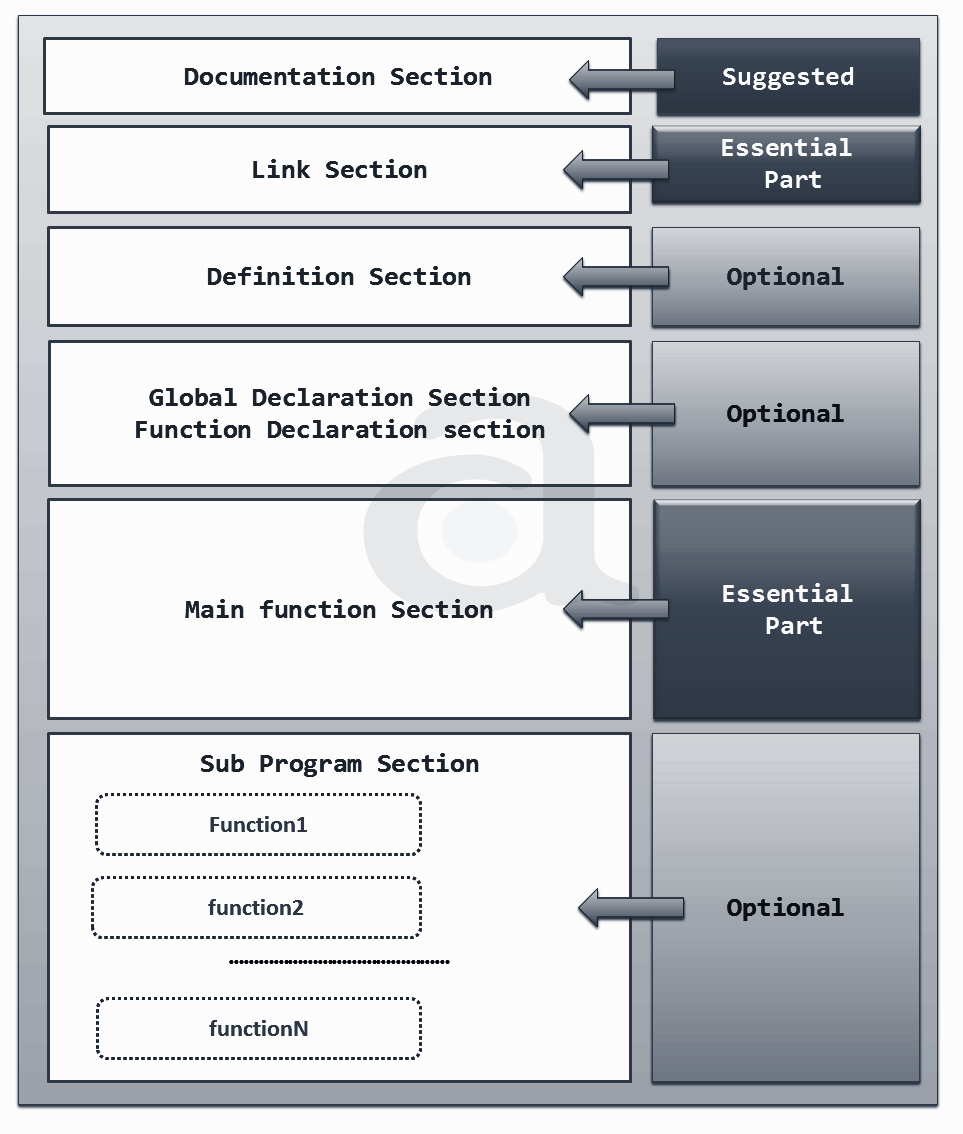 Documentation Section
Suggested
Link Section
Essential
Part
Definition Section
Optional
Global Declaration Section
Function Declaration section
Optional
Main function Section
Essential
Part
Sub Program Section
Function1
function2
functionN
Optional